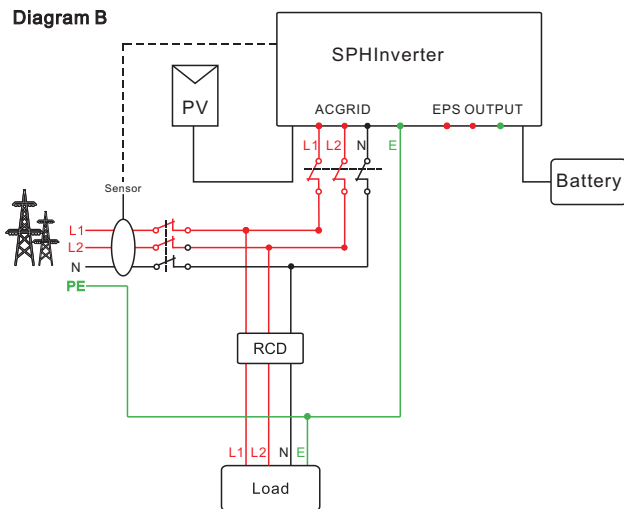 Diagram B
SPHInverter
PV
ACGRID
EPS OUTPUT
L1
L2
N
E
Battery
Sensor
L1
L2
N
PE
RCD
L1
L2
N
E
Load